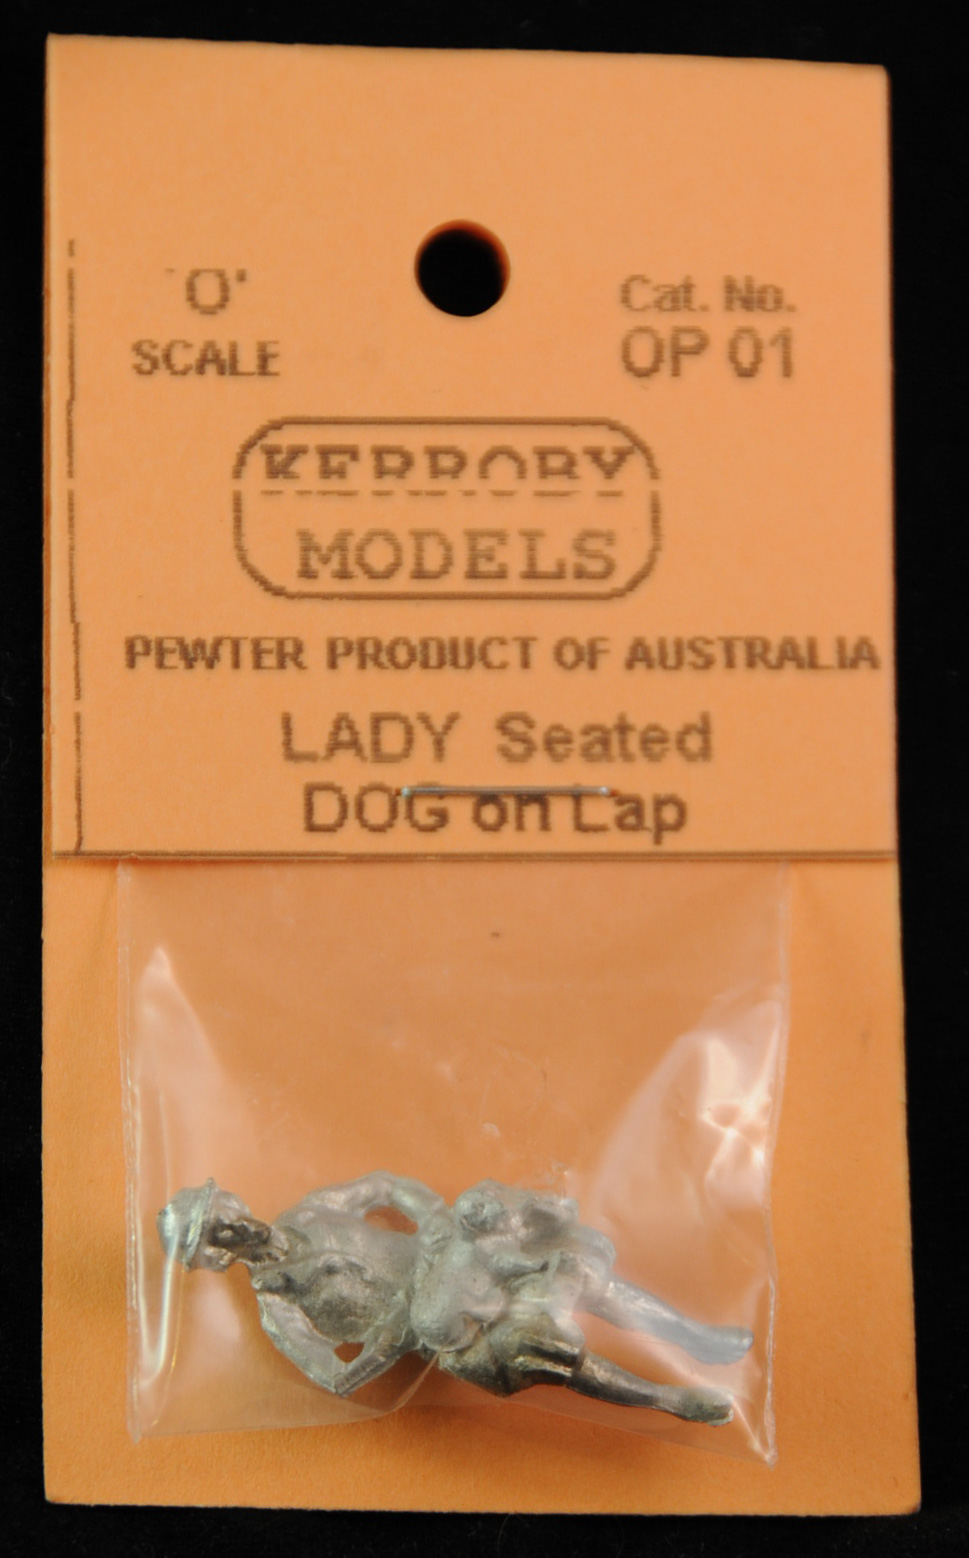 'O'
SCALE
Cat. No.
OP 01
KERROBY
MODELS
PEWTER PRODUCT OF AUSTRALIA
LADY Seated
DOG on Lap